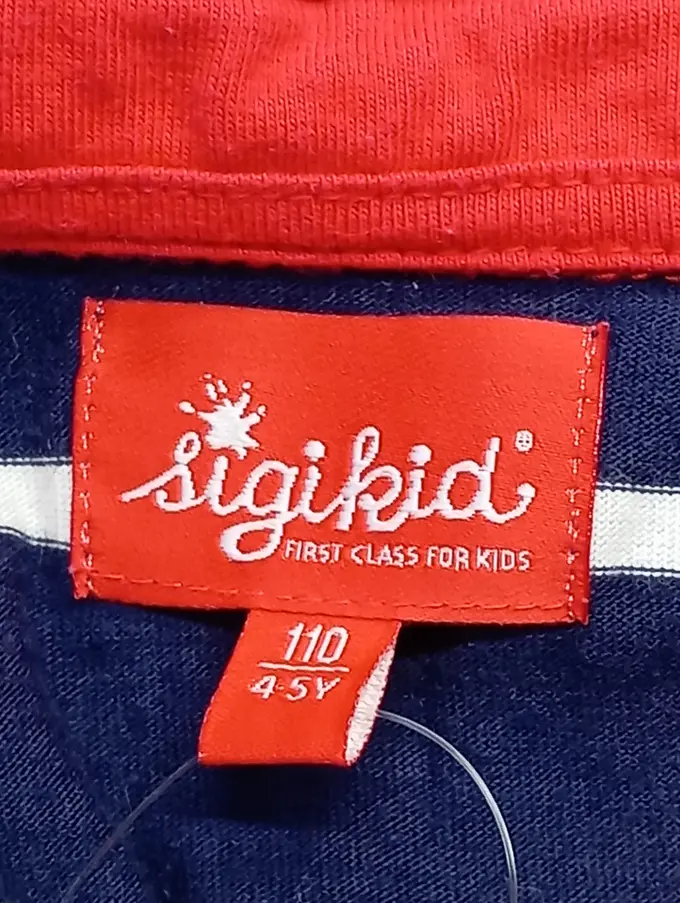 sigikid®
FIRST CLASS FOR KIDS
110
4-5Y